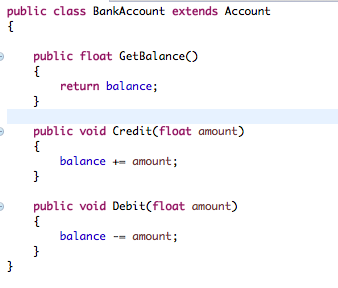 public class BankAccount extends Account
{
public float GetBalance()
{
return balance;
}
public void Credit(float amount)
{
balance += amount;
}
public void Debit(float amount)
{
balance -= amount;
}
}